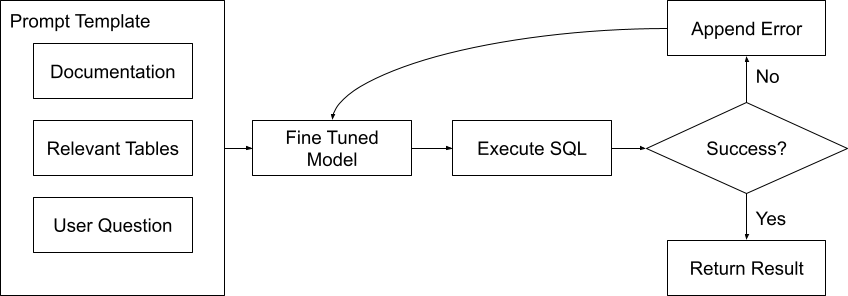 Prompt Template
Documentation
Relevant Tables
User Question
Fine Tuned
Model
Execute SQL
Success?
No
Append Error
Yes
Return Result